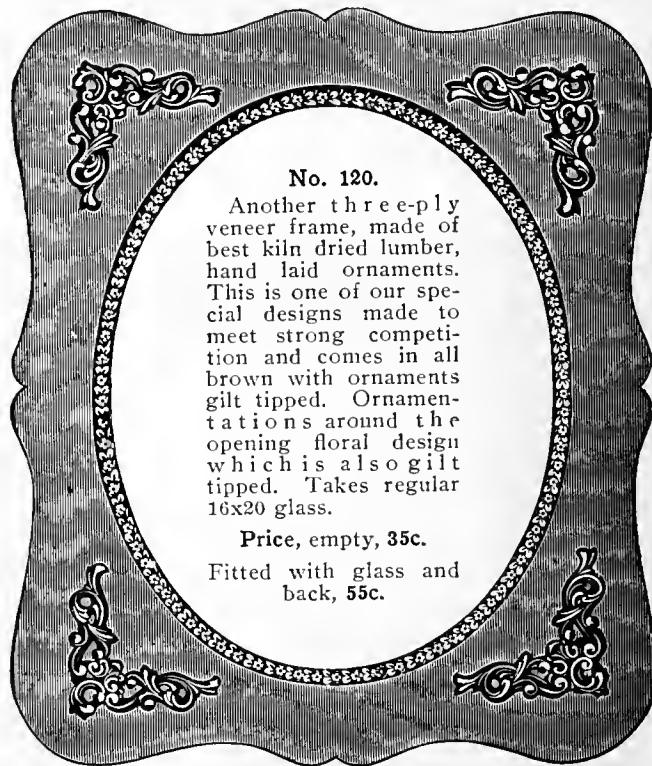 No. 120.
Another three-ply
veneer frame, made of
best kiln dried lumber,
hand laid ornaments.
This is one of our spe-
cial designs made to
meet strong competi-
tion and comes in all
brown with ornaments
gilt tipped. Ornamen-
tations around the
opening floral design
which is also gilt
tipped. Takes regular
16x20 glass.
Price, empty, 35c.
Fitted with glass and
back, 55c.